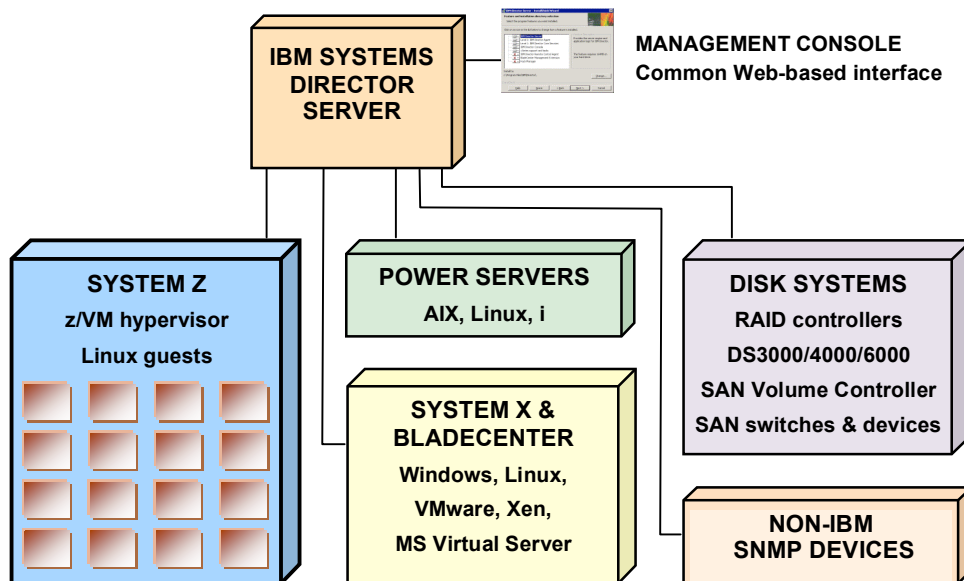 IBM SYSTEMS
DIRECTOR
SERVER
MANAGEMENT CONSOLE
Common Web-based interface
SYSTEM Z
z/VM hypervisor
Linux guests
POWER SERVERS
AIX, Linux, i
SYSTEM X &
BLADECENTER
Windows, Linux,
VMware, Xen,
MS Virtual Server
DISK SYSTEMS
RAID controllers
DS3000/4000/6000
SAN Volume Controller
SAN switches & devices
NON-IBM
SNMP DEVICES